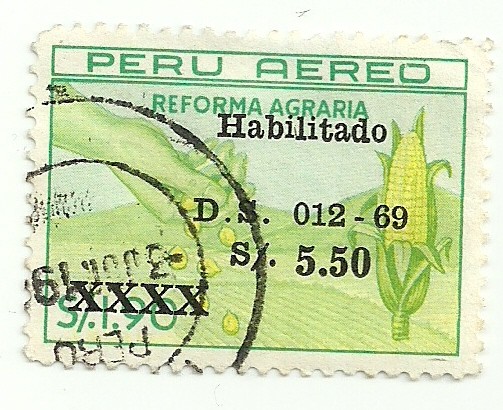 PERU AEREO
REFORMA AGRARIA
Habilitado
D.S. 012-69
S/. 5.50
XXXX
S/.1.90
PERU